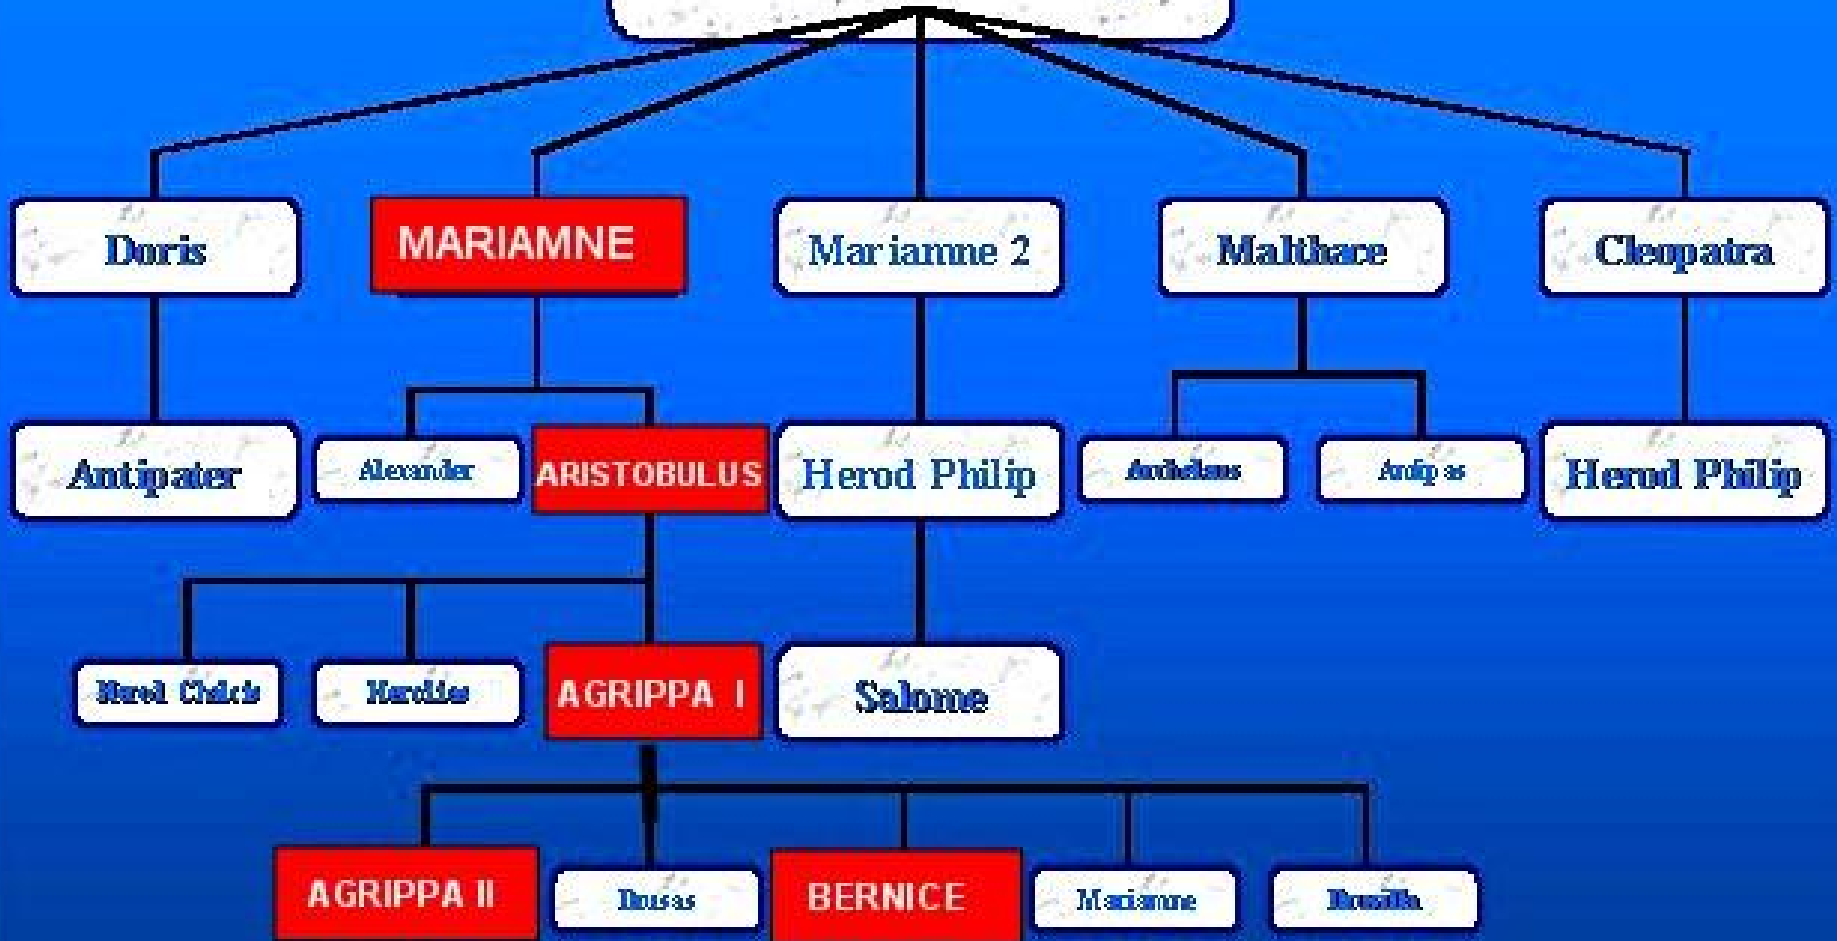 Doris
MARIAMNE
Mariamne 2
Malthace
Cleopatra
Antipater
Alexander
ARISTOBULUS
Herod Philip
Archelaus
Antipas
Herod Philip
Herod Chalcis
Herodias
AGRIPPA I
Salome
AGRIPPA II
Drusas
BERNICE
Mariamne
Drusilla